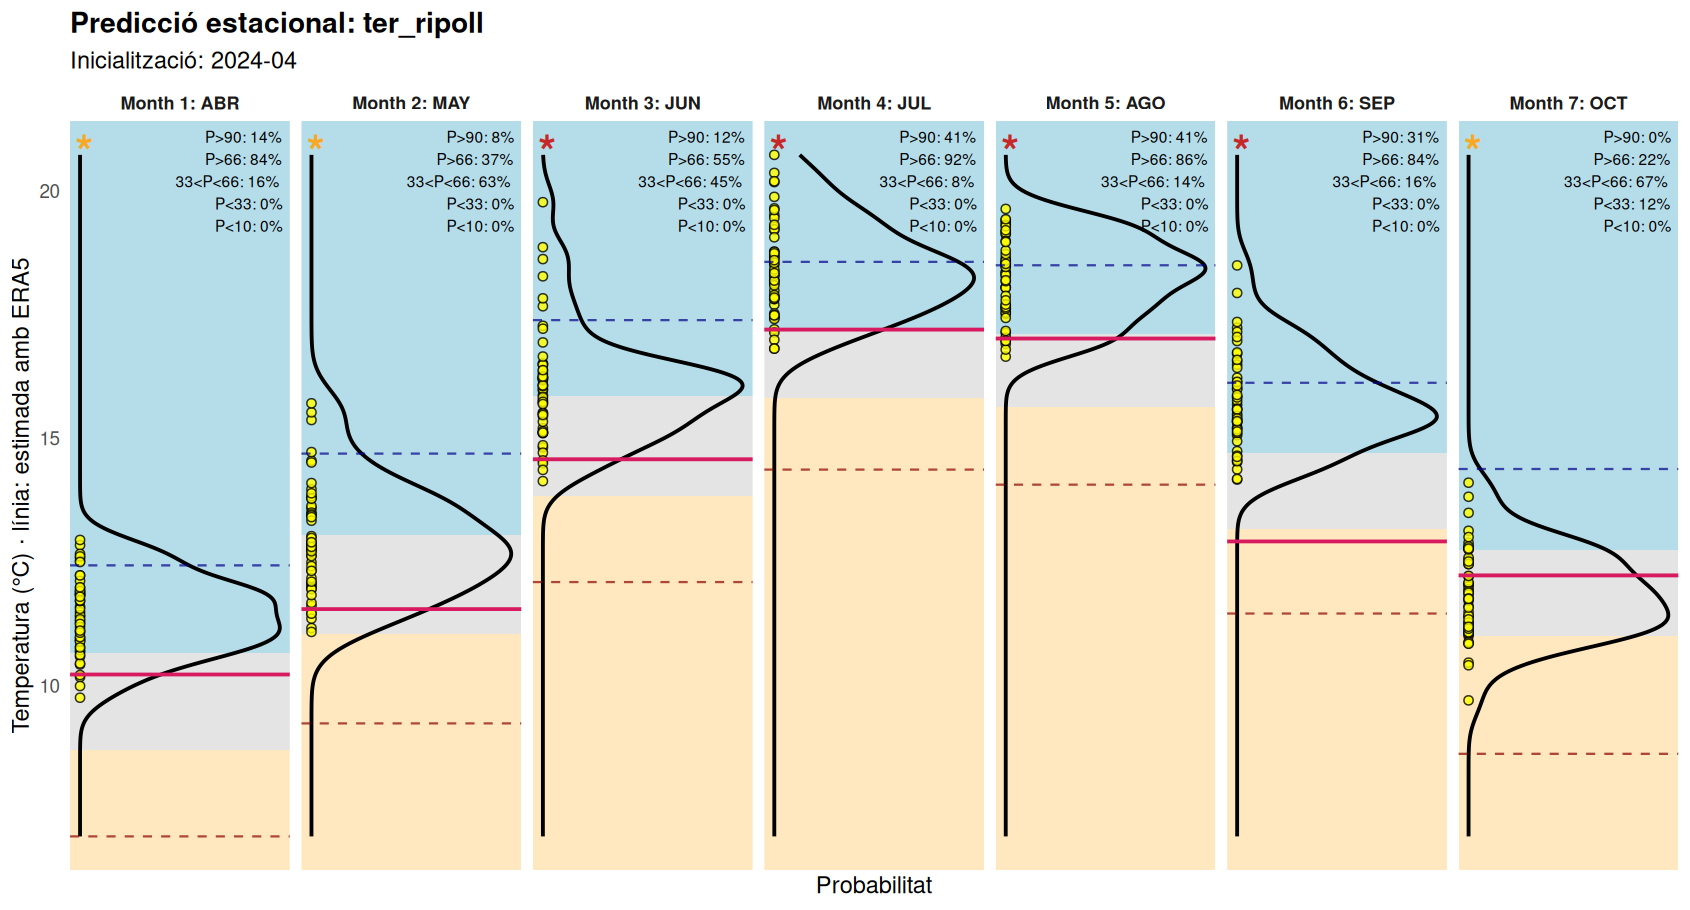 Predicció estacional: ter_ripoll
Inicialització: 2024-04
Month 1: ABR
Month 2: MAY
Month 3: JUN
Month 4: JUL
Month 5: AGO
Month 6: SEP
Month 7: OCT
*
P>90: 14%
P>66: 84%
33<P<66: 16%
P<33: 0%
P<10: 0%
*
P>90: 8%
P>66: 37%
33<P<66: 63%
P<33: 0%
P<10: 0%
*
P>90: 12%
P>66: 55%
33<P<66: 45%
P<33: 0%
P<10: 0%
*
P>90: 41%
P>66: 92%
33<P<66: 8%
P<33: 0%
P<10: 0%
*
P>90: 41%
P>66: 86%
33<P<66: 14%
P<33: 0%
P<10: 0%
*
P>90: 31%
P>66: 84%
33<P<66: 16%
P<33: 0%
P<10: 0%
*
P>90: 0%
P>66: 22%
33<P<66: 67%
P<33: 12%
P<10: 0%
20
15
10
Temperatura (°C) · línia: estimada amb ERA5
Probabilitat